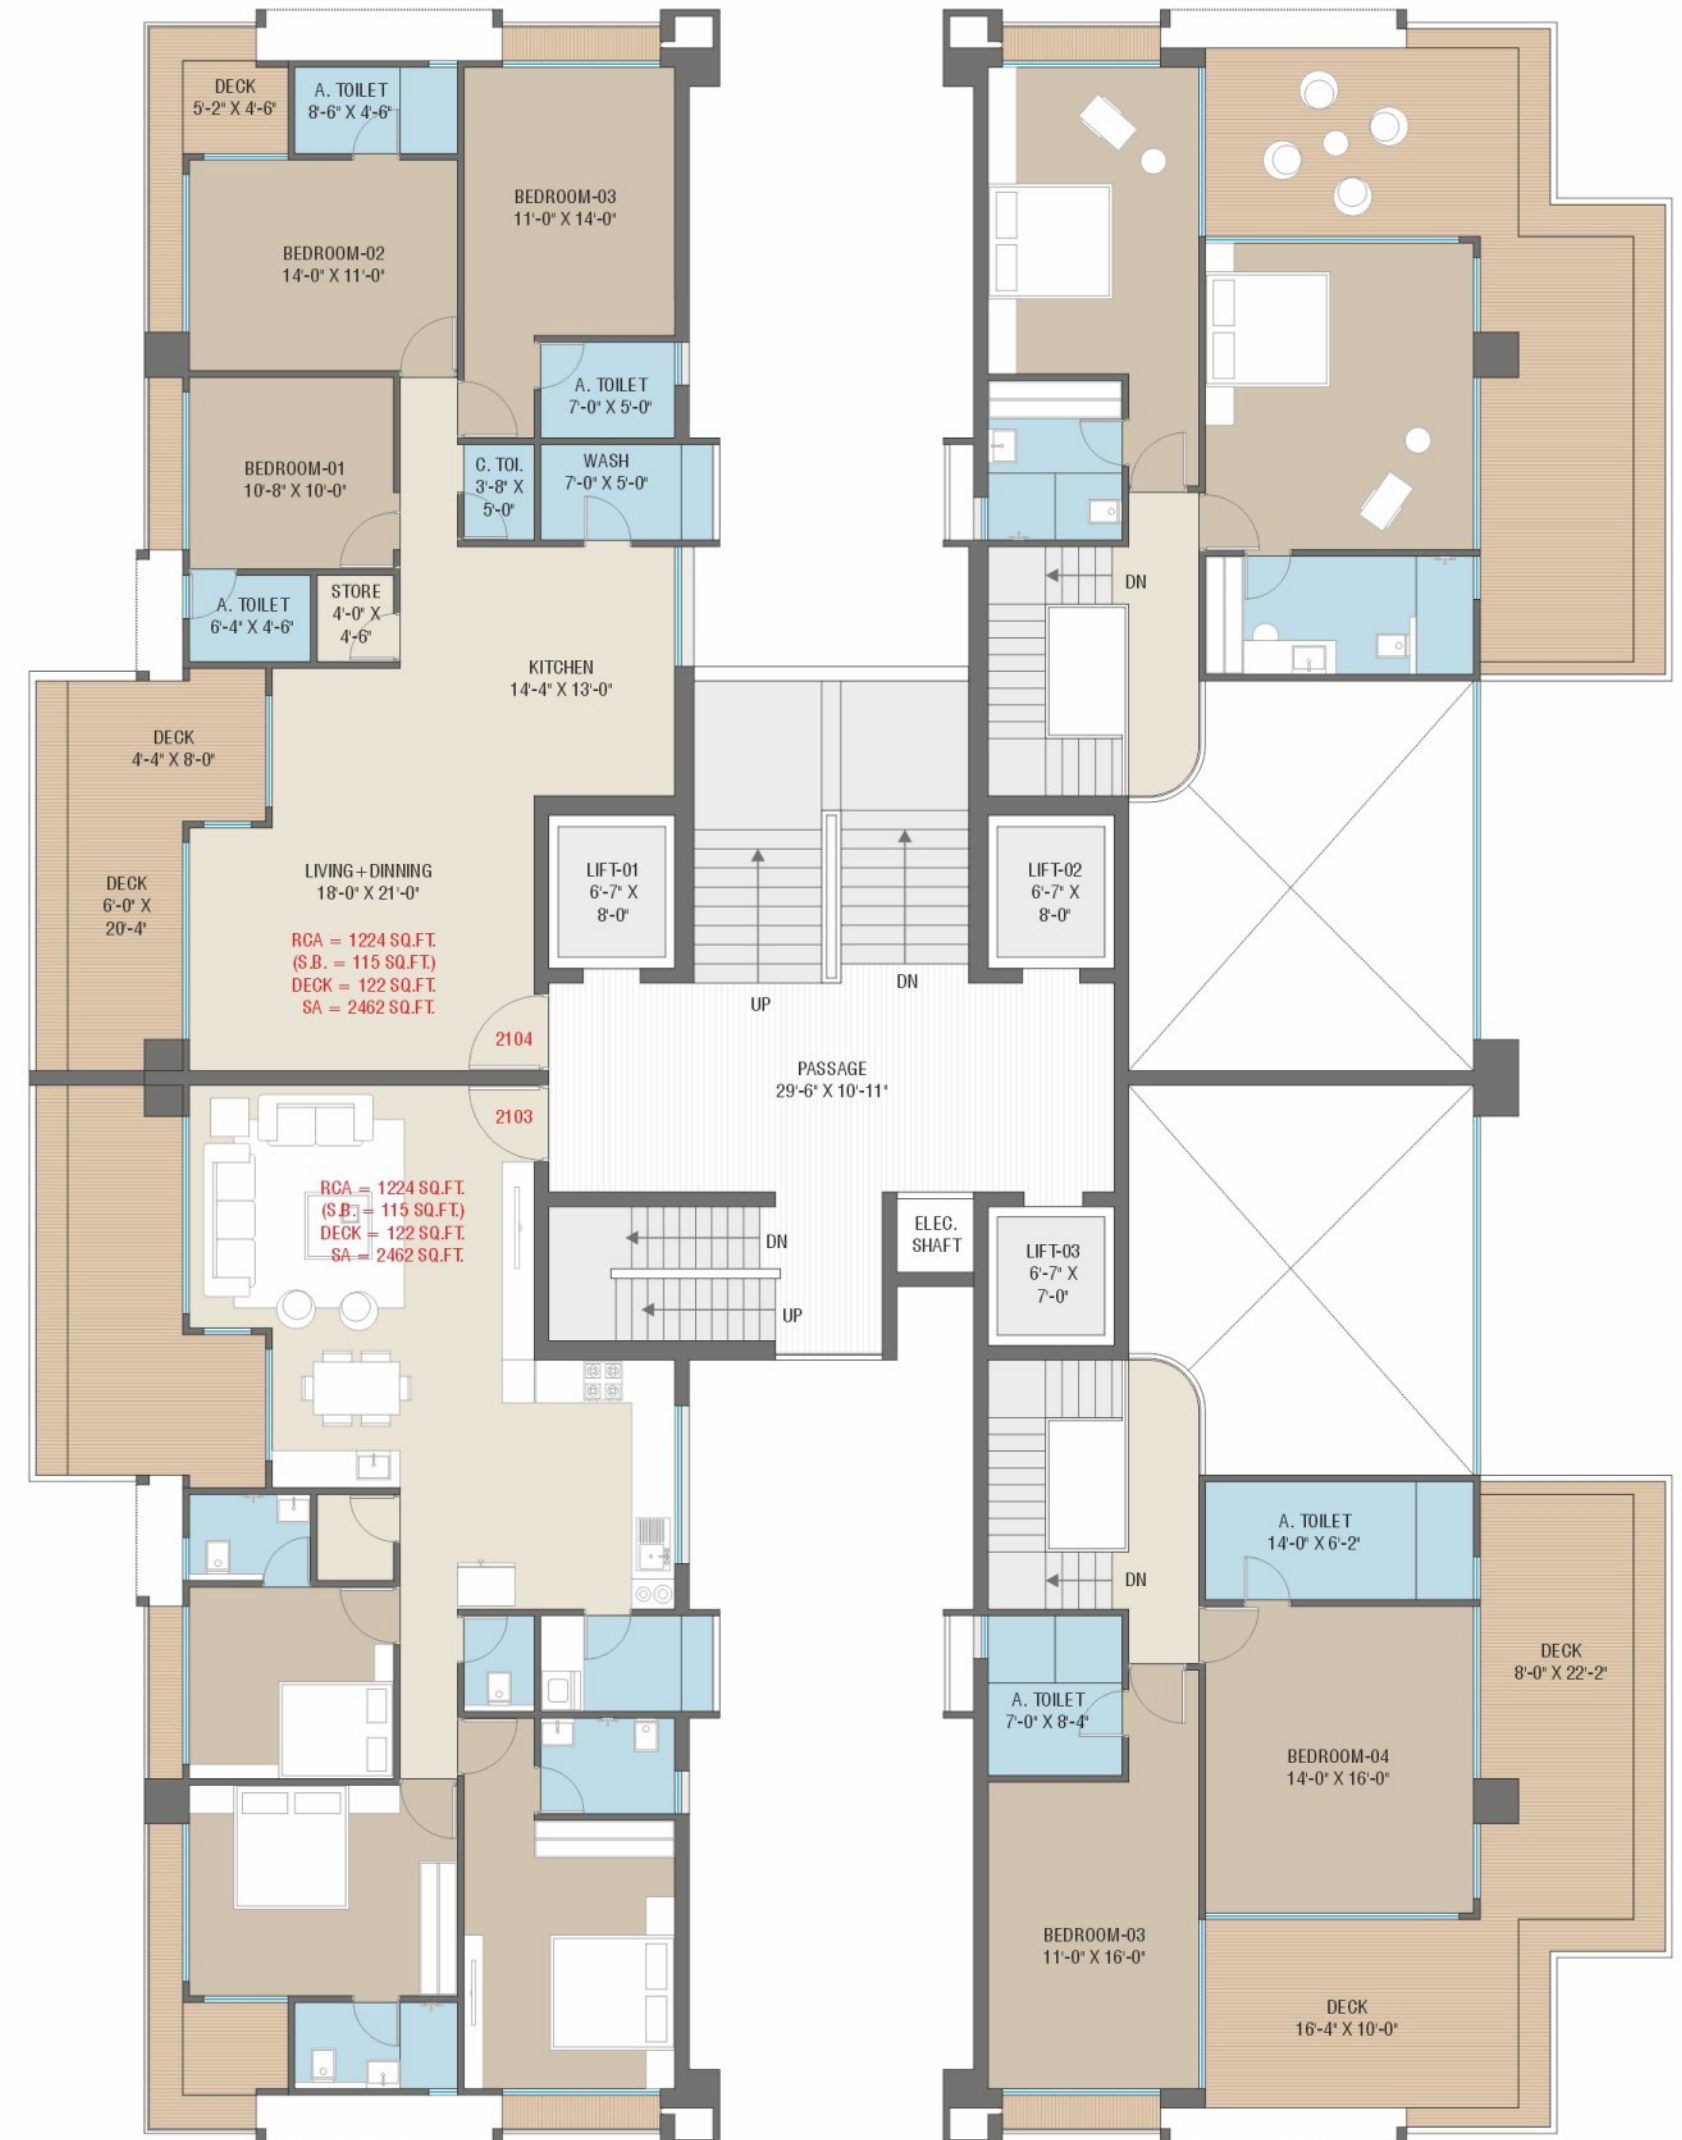 DECK
5'-2" X 4'-6"
A. TOILET
8'-6" X 4'-6"
BEDROOM-03
11'-0" X 14'-0"
BEDROOM-02
14'-0" X 11'-0"
A. TOILET
7'-0" X 5'-0"
BEDROOM-01
10'-8" X 10'-0"
C. TOI.
3'-8" X
5'-0"
WASH
7'-0" X 5'-0"
DN
A. TOILET
6'-4" X 4'-6"
STORE
4'-0" X
4'-6"
KITCHEN
14'-4" X 13'-0"
DECK
4'-4" X 8'-0"
DECK
6'-0" X
20'-4"
LIVING+DINNING
18'-0" X 21'-0"
RCA = 1224 SQ.FT.
(S.B. = 115 SQ.FT.)
DECK = 122 SQ.FT.
SA = 2462 SQ.FT.
LIFT-01
6'-7" X
8'-0"
LIFT-02
6'-7" X
8'-0"
UP
DN
2104
PASSAGE
29'-6" X 10'-11"
2103
RCA = 1224 SQ.FT.
(S.B. = 115 SQ.FT.)
DECK = 122 SQ.FT.
SA = 2462 SQ.FT.
DN
UP
ELEC.
SHAFT
LIFT-03
6'-7" X
7'-0"
A. TOILET
14'-0" X 6'-2"
DN
A. TOILET
7'-0" X 8'-4"
DECK
8'-0" X 22'-2"
BEDROOM-04
14'-0" X 16'-0"
BEDROOM-03
11'-0" X 16'-0"
DECK
16'-4" X 10'-0"